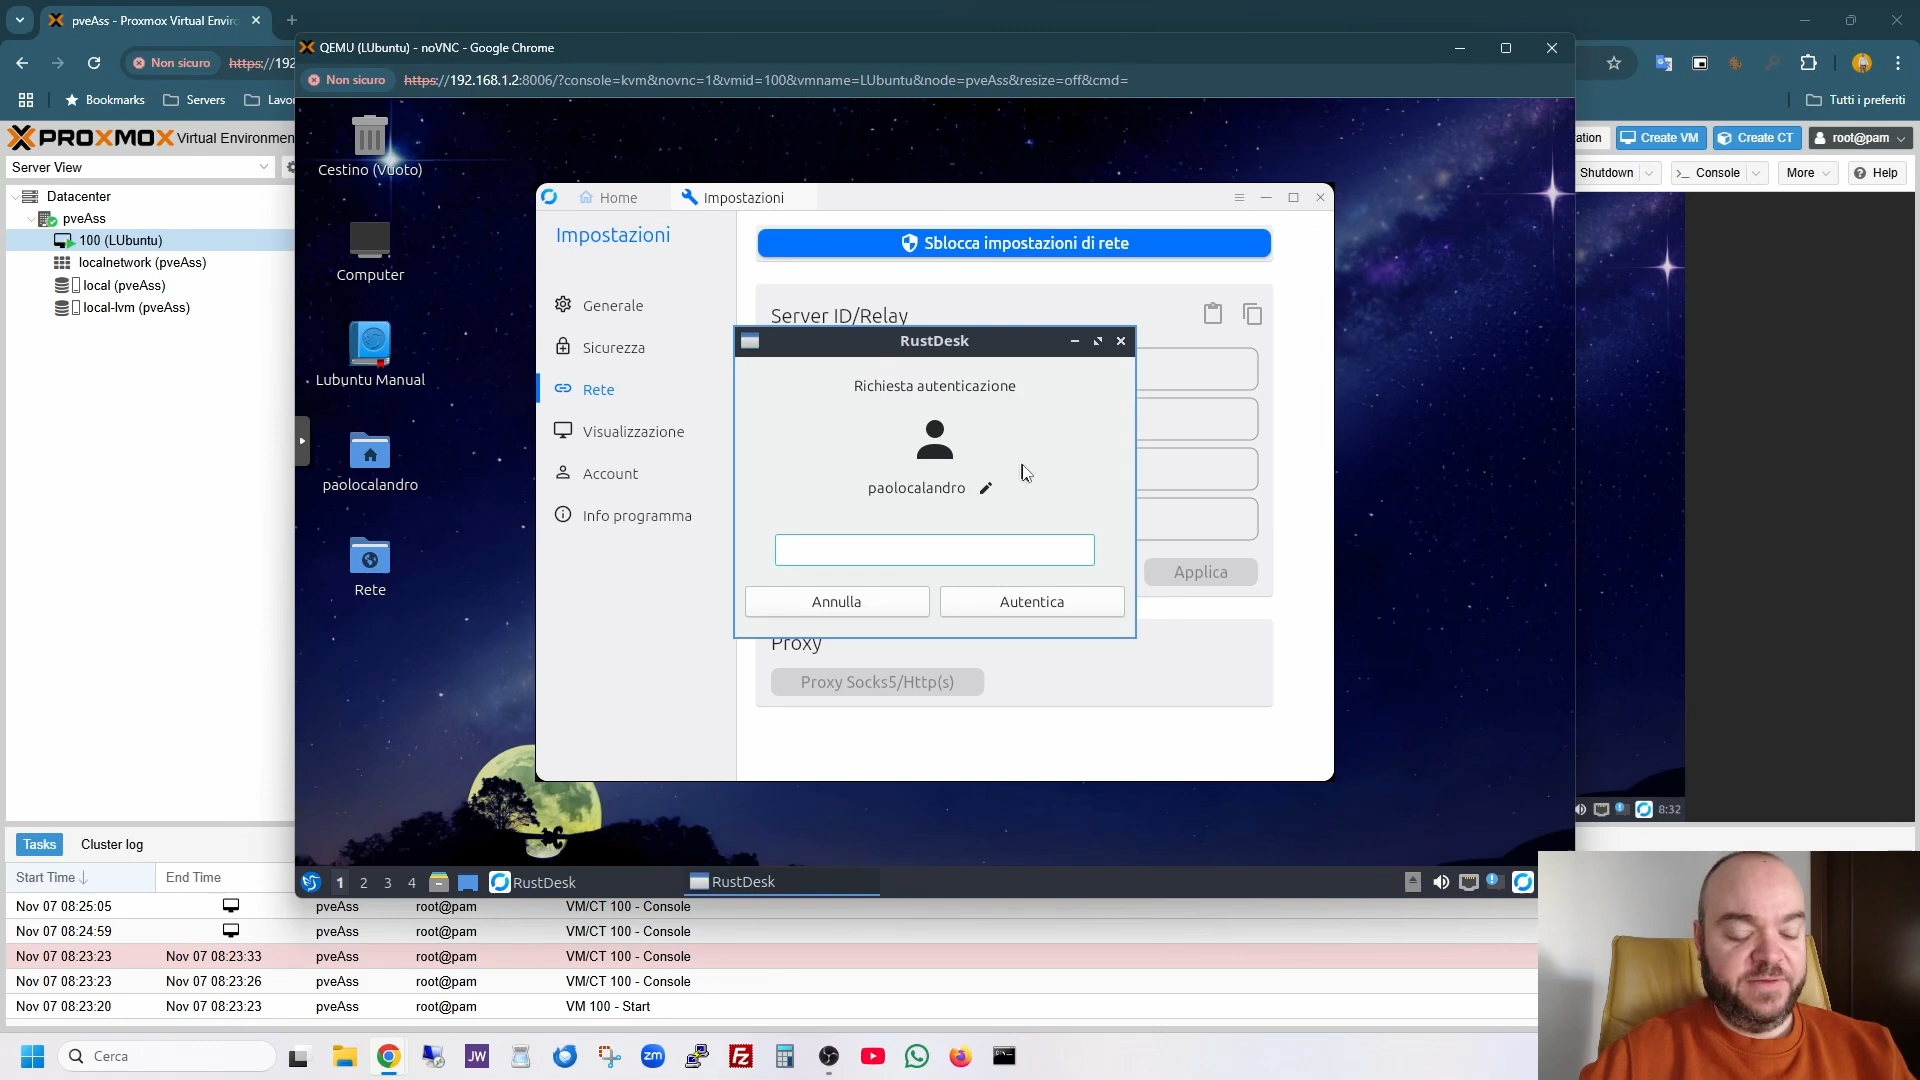 pveAss - Proxmox Virtual Enviro
QEMU (LUbuntu) - noVNC - Google Chrome
Non sicuro
https://192
Non sicuro
https://192.168.1.2:8006/?console=kvm&novnc=1&vmid=100&vmname=LUbuntu&node=pveAss&resize=off&cmd=
Bookmarks
Servers
Lavor
Tutti i preferiti
PROXMOX Virtual Environmen
ation
Create VM
Create CT
root@pam
Server View
Shutdown
Console
More
Help
Datacenter
pveAss
100 (LUbuntu)
localnetwork (pveAss)
local (pveAss)
local-lvm (pveAss)
Cestino (Vuoto)
Computer
Lubuntu Manual
paolocalandro
Rete
Home
Impostazioni
Impostazioni
Generale
Sicurezza
Rete
Visualizzazione
Account
Info programma
Sblocca impostazioni di rete
Server ID/Relay
RustDesk
Richiesta autenticazione
paolocalandro
Annulla
Autentica
Applica
Proxy
Proxy Socks5/Http(s)
8:32
1
2
3
4
RustDesk
RustDesk
Tasks
Cluster log
Start Time
End Time
Nov 07 08:25:05 pveAss root@pam VM/CT 100 - Console
Nov 07 08:24:59 pveAss root@pam VM/CT 100 - Console
Nov 07 08:23:23 Nov 07 08:23:33 pveAss root@pam VM/CT 100 - Console
Nov 07 08:23:23 Nov 07 08:23:26 pveAss root@pam VM/CT 100 - Console
Nov 07 08:23:20 Nov 07 08:23:23 pveAss root@pam VM 100 - Start
Cerca
JW
zm